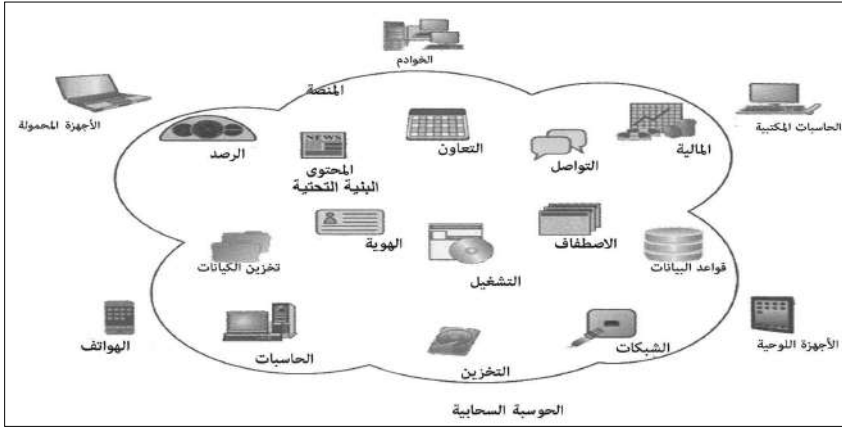 الخوادم
المنصة
الأجهزة المحمولة
الحاسبات المكتبية
المالية
التواصل
التعاون
NEWS
الرصد
المحتوى
البنية التحتية
الاصطفاف
الهوية
قواعد البيانات
التشغيل
تخزين الكيانات
الأجهزة اللوحية
الشبكات
التخزين
الحاسبات
الهواتف
الحوسبة السحابية